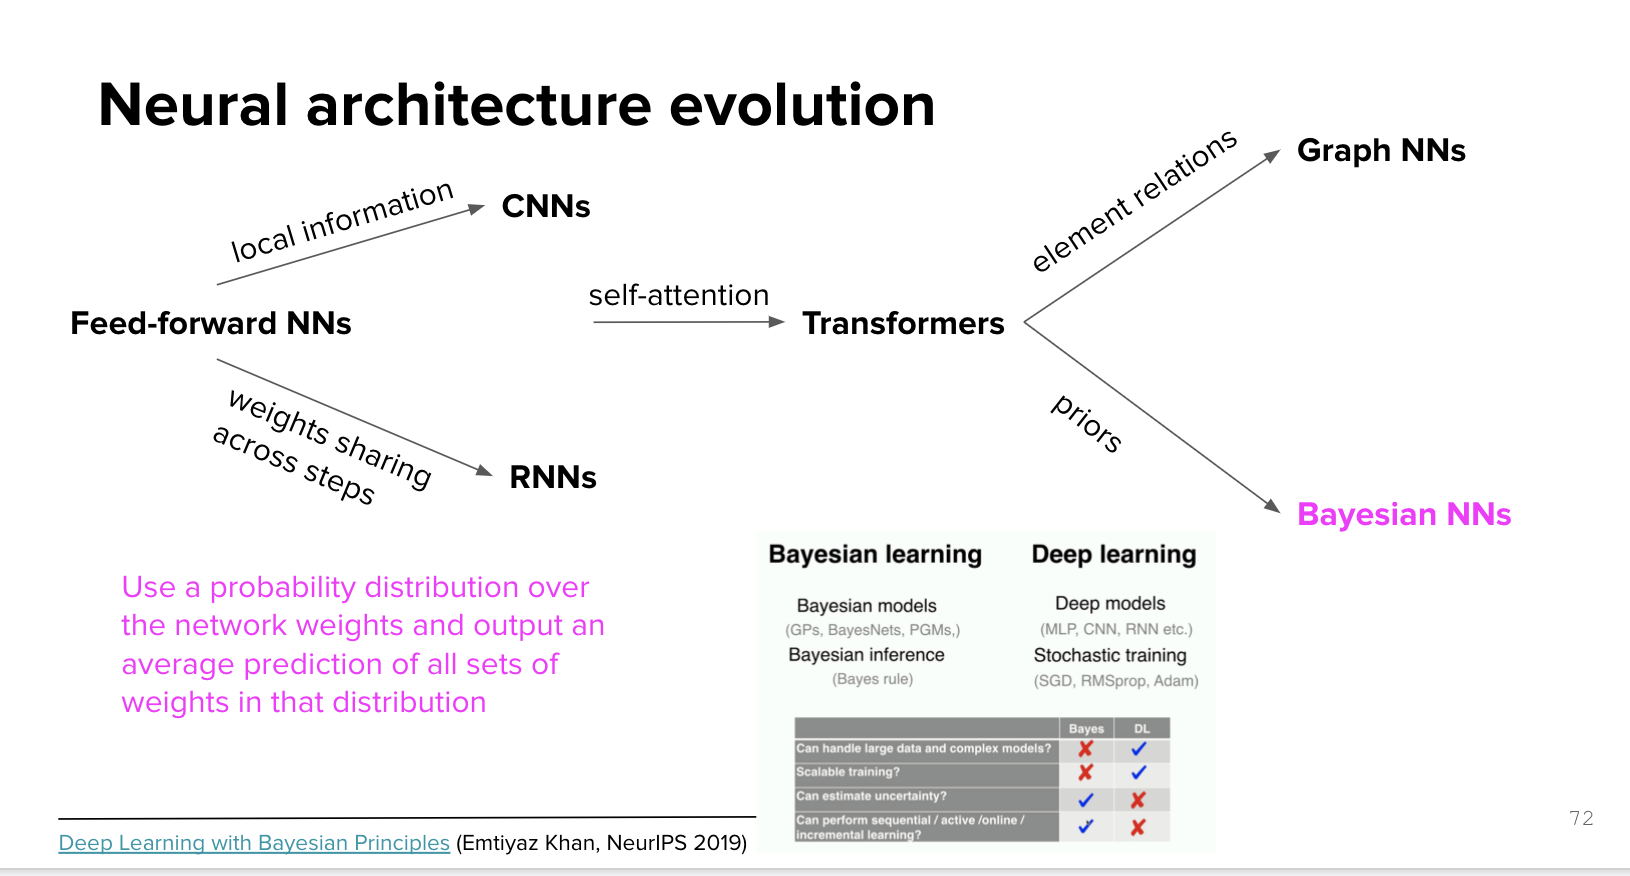 Neural architecture evolution
local information
CNNs
element relations
Graph NNs
Feed-forward NNs
self-attention
Transformers
weights sharing
across steps
RNNs
priors
Bayesian NNs
Use a probability distribution over
the network weights and output an
average prediction of all sets of
weights in that distribution
Bayesian learning
Bayesian models
(GPs, BayesNets, PGMs,)
Bayesian inference
(Bayes rule)
Deep learning
Deep models
(MLP, CNN, RNN etc.)
Stochastic training
(SGD, RMSprop, Adam)
Bayes DL
Can handle large data and complex models? ✘ ✓
Scalable training? ✘ ✓
Can estimate uncertainty? ✓ ✘
Can perform sequential / active /online /
incremental learning? ✓ ✘
Deep Learning with Bayesian Principles (Emtiyaz Khan, NeurIPS 2019)
72